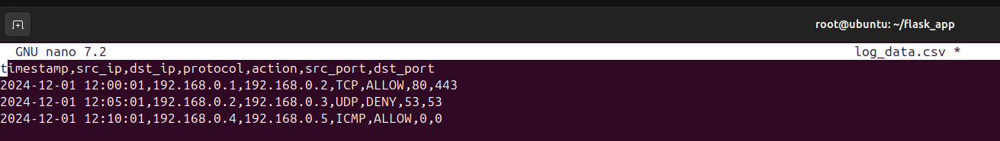 root@ubuntu: ~/flask_app
GNU nano 7.2 log_data.csv *
timestamp,src_ip,dst_ip,protocol,action,src_port,dst_port
2024-12-01 12:00:01,192.168.0.1,192.168.0.2,TCP,ALLOW,80,443
2024-12-01 12:05:01,192.168.0.2,192.168.0.3,UDP,DENY,53,53
2024-12-01 12:10:01,192.168.0.4,192.168.0.5,ICMP,ALLOW,0,0